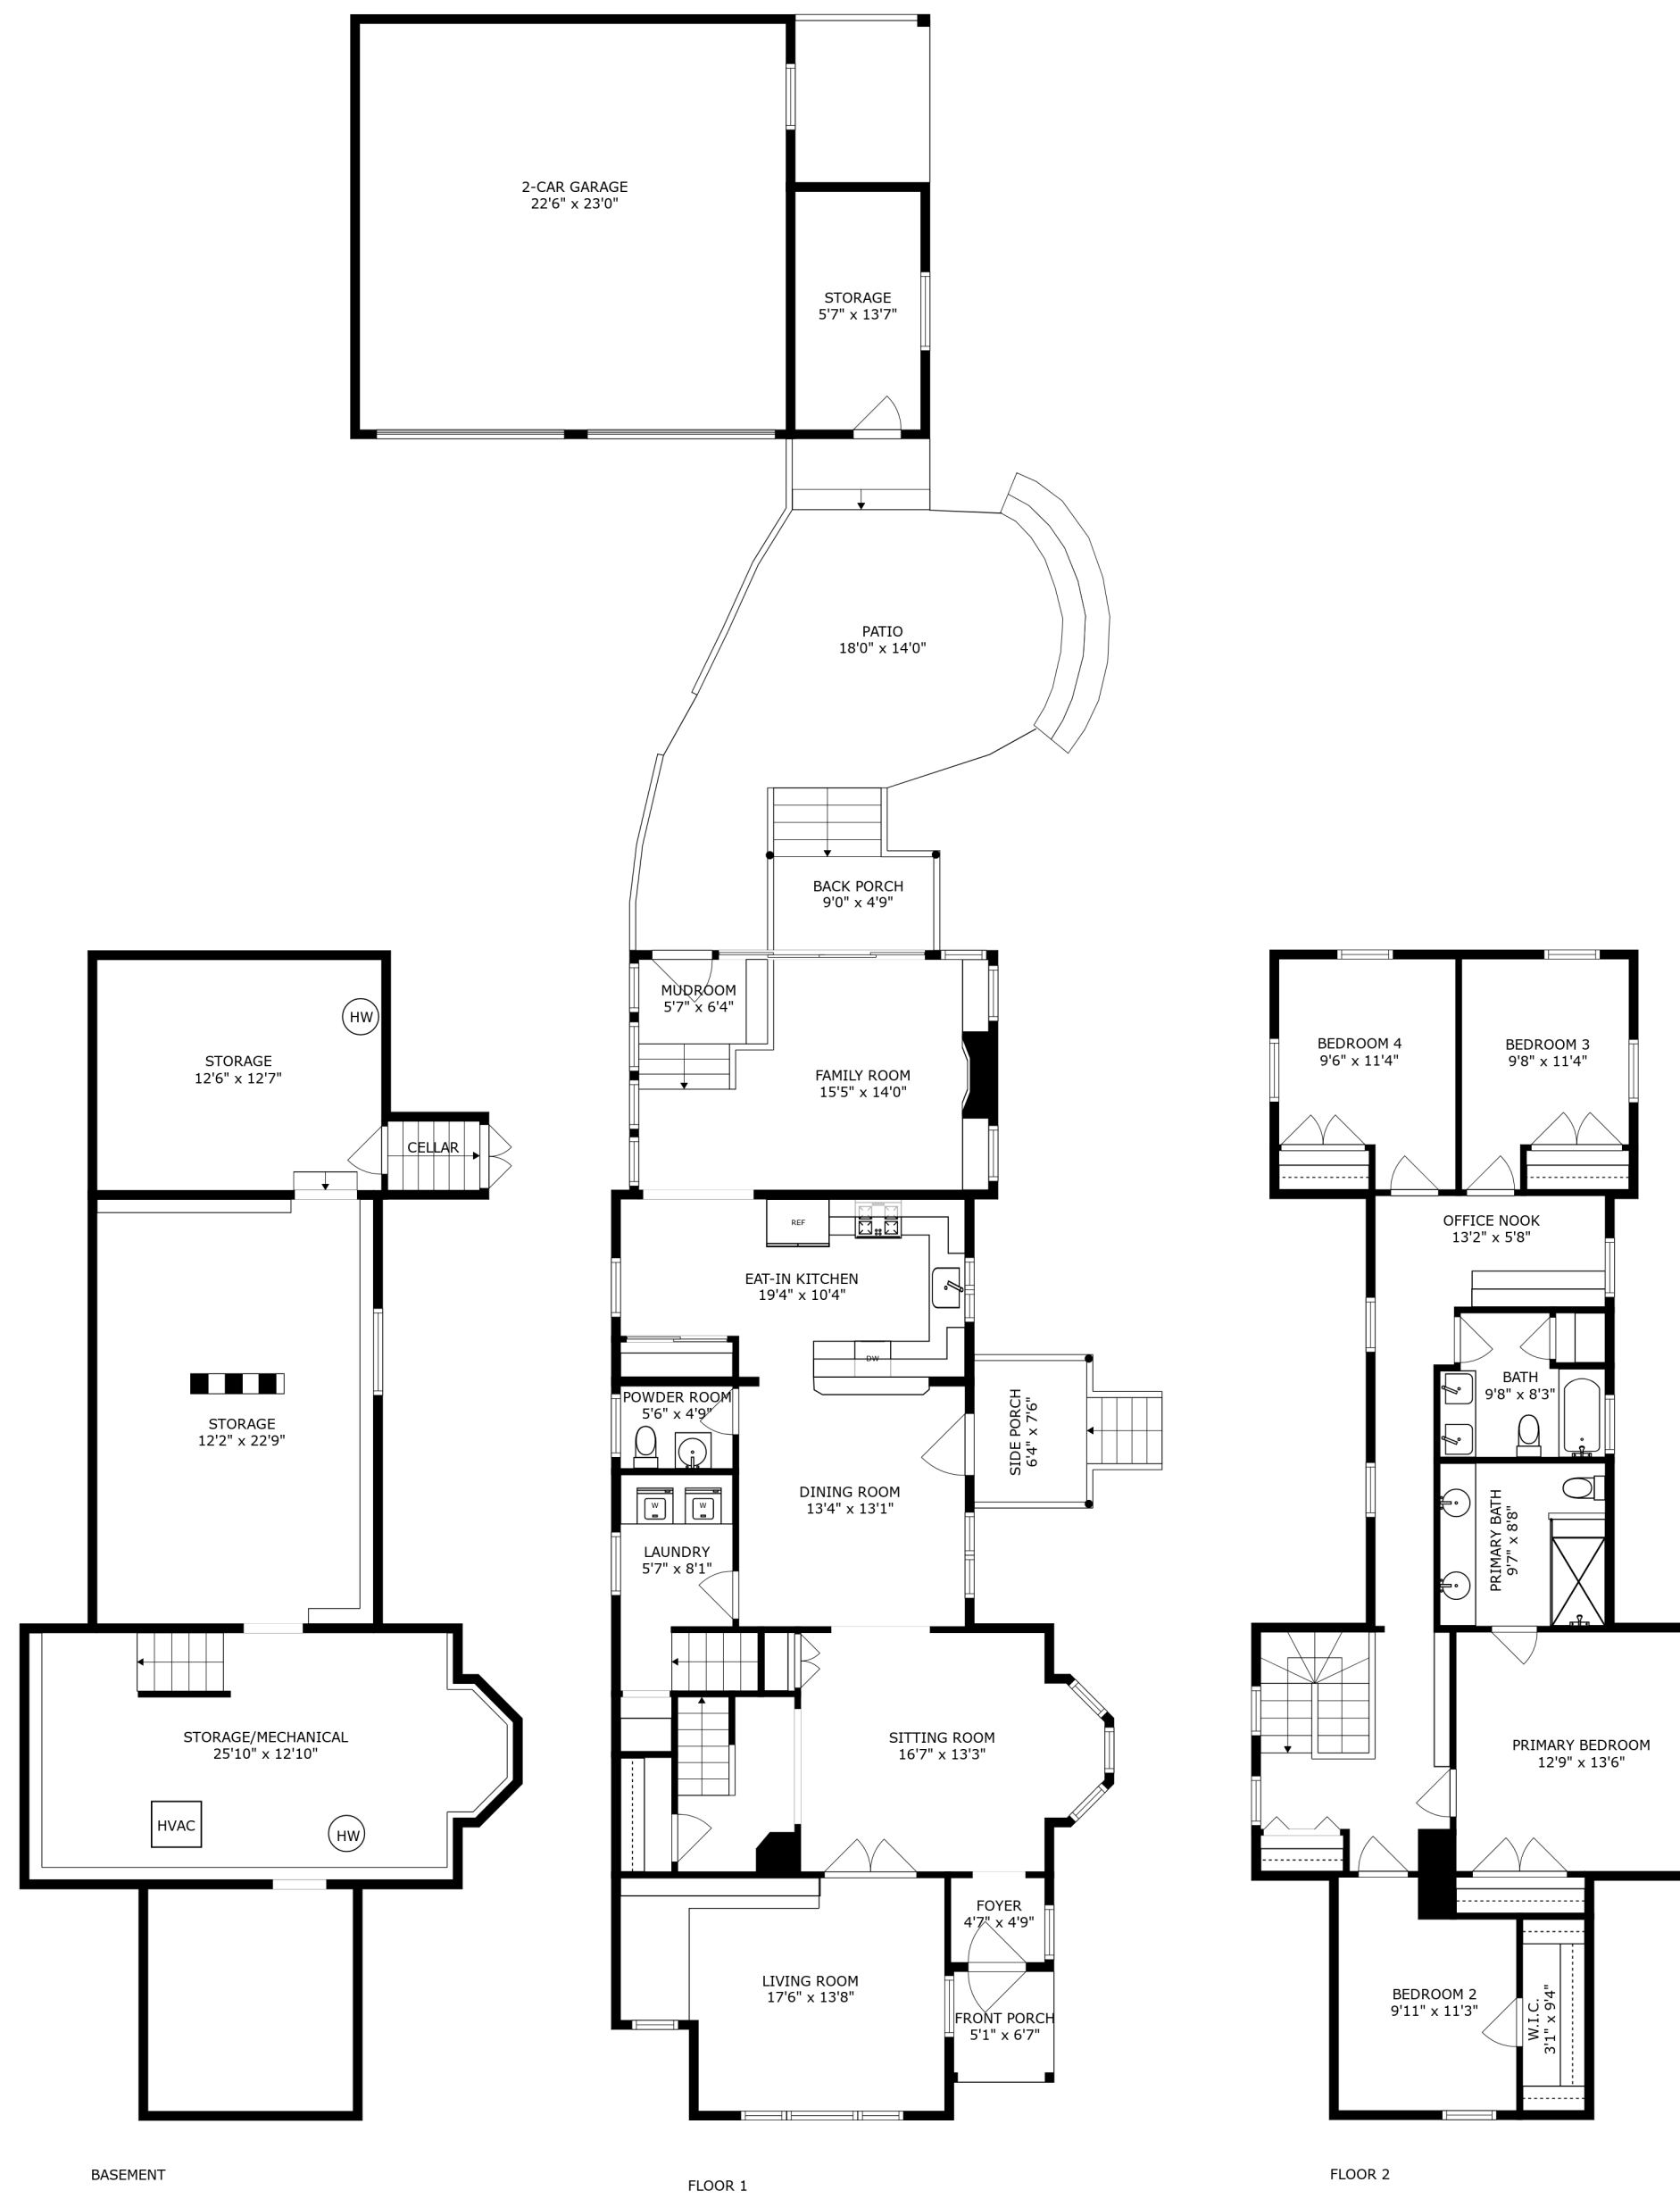 2-CAR GARAGE
22'6" x 23'0"
STORAGE
5'7" x 13'7"
PATIO
18'0" x 14'0"
BACK PORCH
9'0" x 4'9"
MUDROOM
5'7" x 6'4"
FAMILY ROOM
15'5" x 14'0"
REF
EAT-IN KITCHEN
19'4" x 10'4"
DW
POWDER ROOM
5'6" x 4'9"
SIDE PORCH
6'4" x 7'6"
DINING ROOM
13'4" x 13'1"
W
W
LAUNDRY
5'7" x 8'1"
SITTING ROOM
16'7" x 13'3"
FOYER
4'7" x 4'9"
LIVING ROOM
17'6" x 13'8"
FRONT PORCH
5'1" x 6'7"
FLOOR 1
HW
STORAGE
12'6" x 12'7"
CELLAR
STORAGE
12'2" x 22'9"
STORAGE/MECHANICAL
25'10" x 12'10"
HVAC
HW
BASEMENT
BEDROOM 4
9'6" x 11'4"
BEDROOM 3
9'8" x 11'4"
OFFICE NOOK
13'2" x 5'8"
BATH
9'8" x 8'3"
PRIMARY BATH
9'7" x 8'8"
PRIMARY BEDROOM
12'9" x 13'6"
BEDROOM 2
9'11" x 11'3"
W.I.C.
3'1" x 9'4"
FLOOR 2